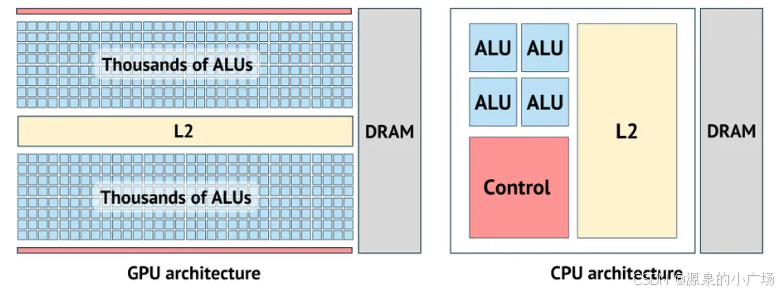 Thousands of ALUs
L2
Thousands of ALUs
DRAM
GPU architecture
ALU ALU
ALU ALU
Control
L2
DRAM
CPU architecture
CSDN @源泉的小广场